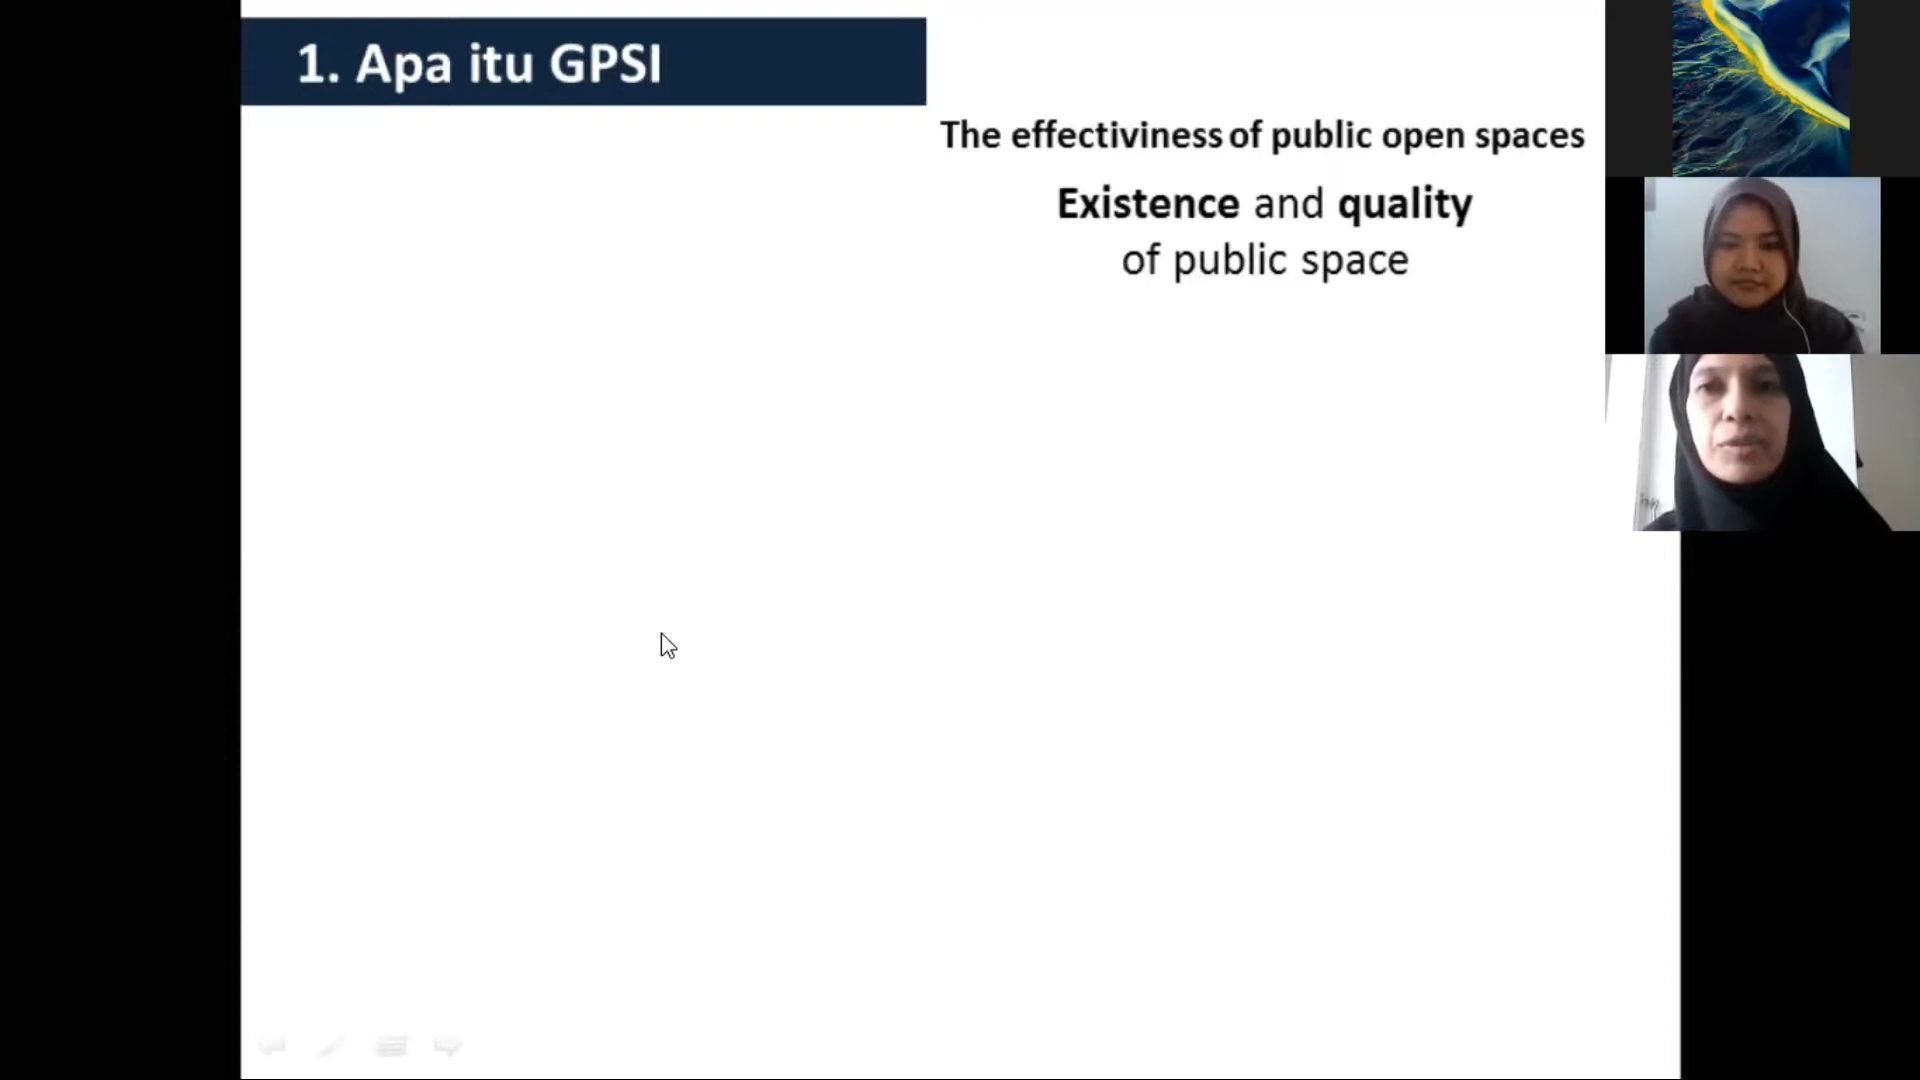 1. Apa itu GPSI
The effectiviness of public open spaces
Existence and quality
of public space